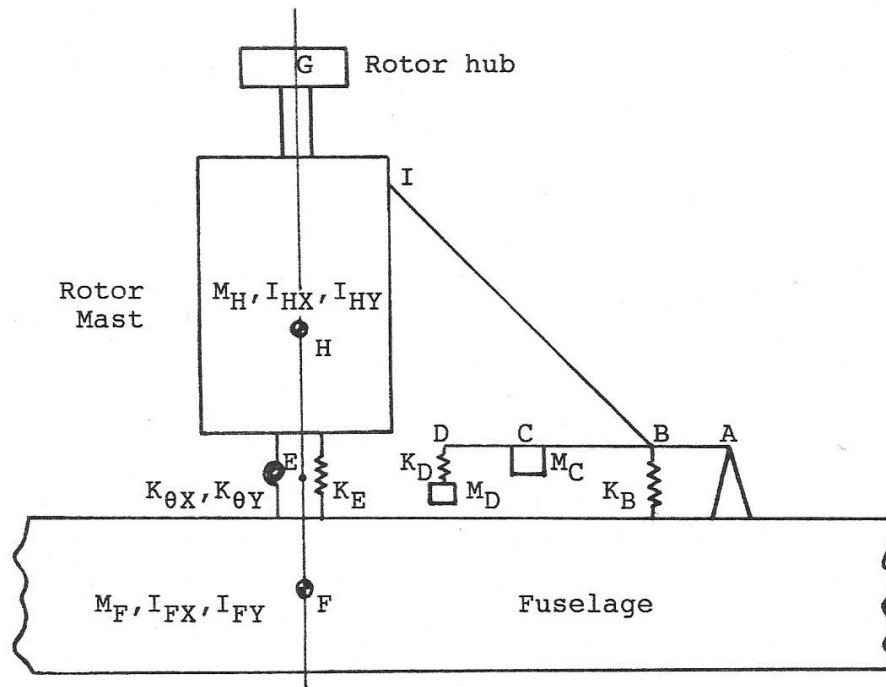 G Rotor hub
I
Rotor
Mast
M_H, I_HX, I_HY
H
D C B A
E K_D M_C
K_θX, K_θY K_E M_D K_B
M_F, I_FX, I_FY F Fuselage